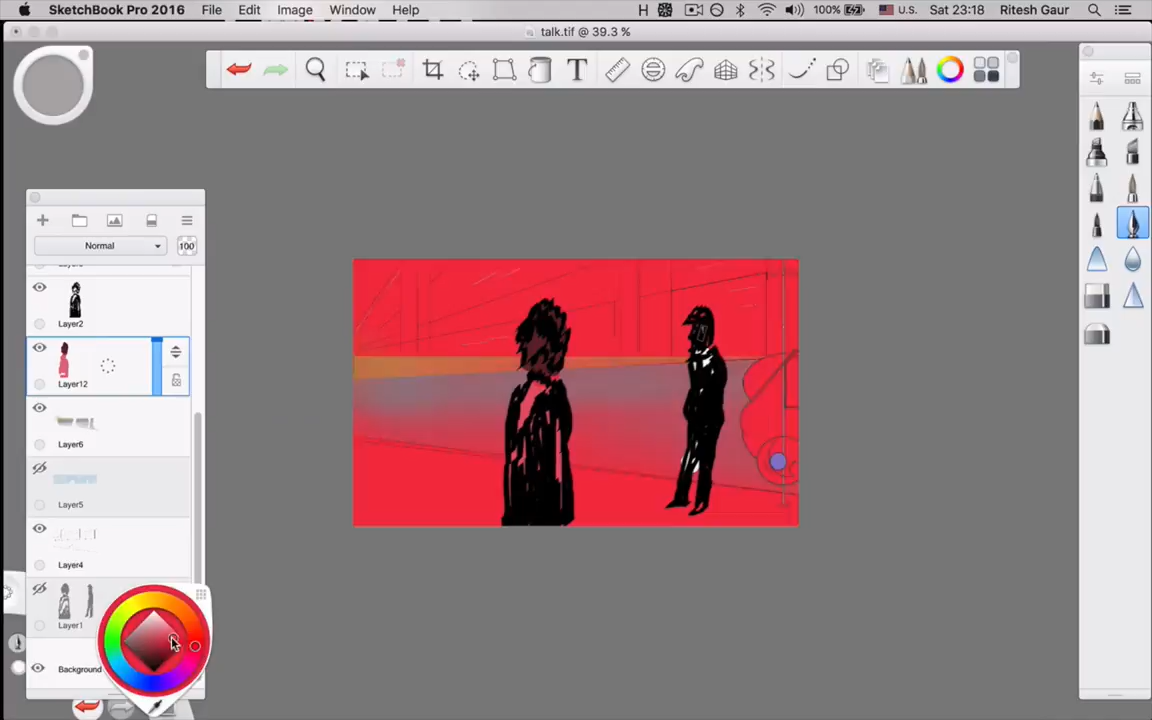 SketchBook Pro 2016 File Edit Image Window Help 100% U.S. Sat 23:18 Ritesh Gaur
talk.tif @ 39.3 %
T
Normal 100
Layer2
Layer12
Layer6
Layer5
Layer4
Layer1
Background